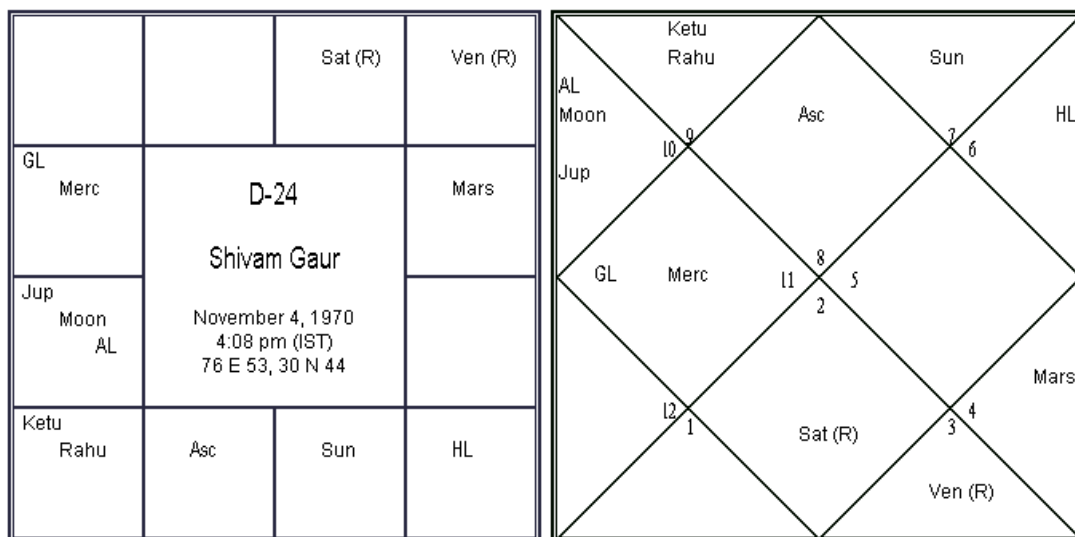 Sat (R)
Ven (R)
GL
Merc
Mars
D-24
Shivam Gaur
November 4, 1970
4:08 pm (IST)
76 E 53, 30 N 44
Jup
Moon
AL
Ketu
Rahu
Asc
Sun
HL
Ketu
Rahu
Sun
AL
Moon
Asc
HL
9
7
10
6
Jup
8
GL
Merc
11
5
2
Mars
12
4
1
3
Sat (R)
Ven (R)